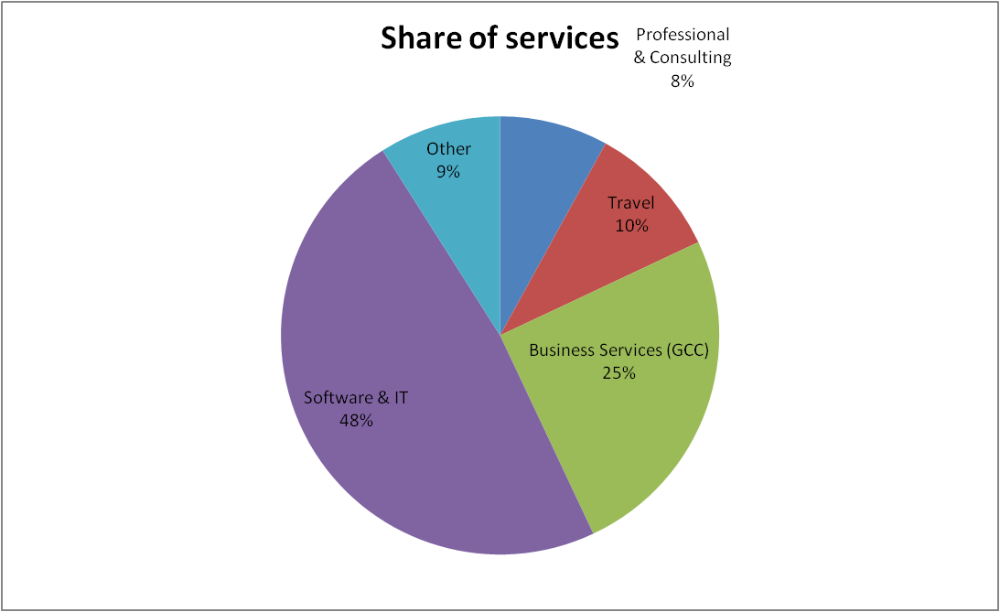 Share of services
Professional
& Consulting
8%
Other
9%
Travel
10%
Business Services (GCC)
25%
Software & IT
48%